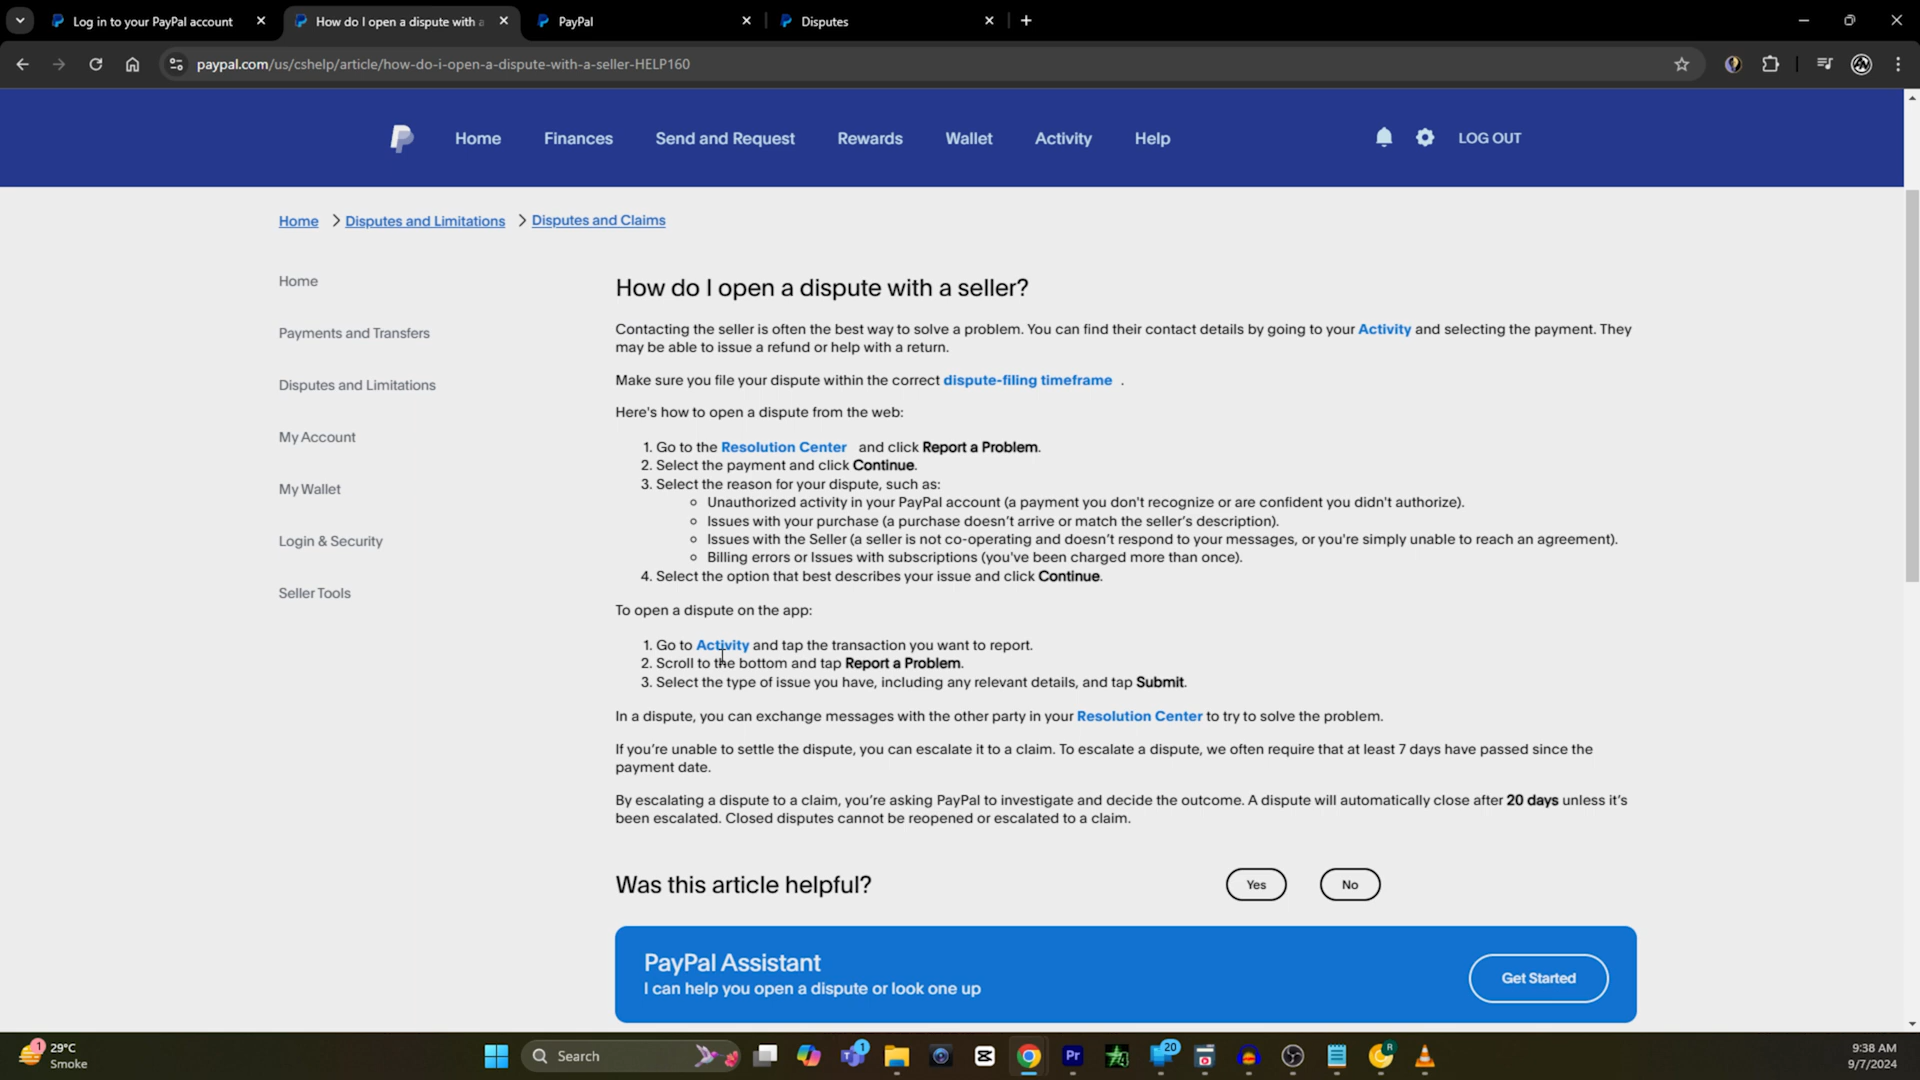 Log in to your PayPal account
How do I open a dispute with a
PayPal
Disputes
paypal.com/us/cshelp/article/how-do-i-open-a-dispute-with-a-seller-HELP160
Home
Finances
Send and Request
Rewards
Wallet
Activity
Help
LOG OUT
Home > Disputes and Limitations > Disputes and Claims
Home
Payments and Transfers
Disputes and Limitations
My Account
My Wallet
Login & Security
Seller Tools
How do I open a dispute with a seller?
Contacting the seller is often the best way to solve a problem. You can find their contact details by going to your Activity and selecting the payment. They
may be able to issue a refund or help with a return.
Make sure you file your dispute within the correct dispute-filing timeframe .
Here's how to open a dispute from the web:
1. Go to the Resolution Center and click Report a Problem.
2. Select the payment and click Continue.
3. Select the reason for your dispute, such as:
Unauthorized activity in your PayPal account (a payment you don't recognize or are confident you didn't authorize).
Issues with your purchase (a purchase doesn’t arrive or match the seller’s description).
Issues with the Seller (a seller is not co-operating and doesn’t respond to your messages, or you're simply unable to reach an agreement).
Billing errors or Issues with subscriptions (you've been charged more than once).
4. Select the option that best describes your issue and click Continue.
To open a dispute on the app:
1. Go to Activity and tap the transaction you want to report.
2. Scroll to the bottom and tap Report a Problem.
3. Select the type of issue you have, including any relevant details, and tap Submit.
In a dispute, you can exchange messages with the other party in your Resolution Center to try to solve the problem.
If you’re unable to settle the dispute, you can escalate it to a claim. To escalate a dispute, we often require that at least 7 days have passed since the
payment date.
By escalating a dispute to a claim, you’re asking PayPal to investigate and decide the outcome. A dispute will automatically close after 20 days unless it’s
been escalated. Closed disputes cannot be reopened or escalated to a claim.
Was this article helpful?
Yes
No
PayPal Assistant
I can help you open a dispute or look one up
Get Started
1
29°C
Smoke
Search
1
Pr
20
R
9:38 AM
9/7/2024